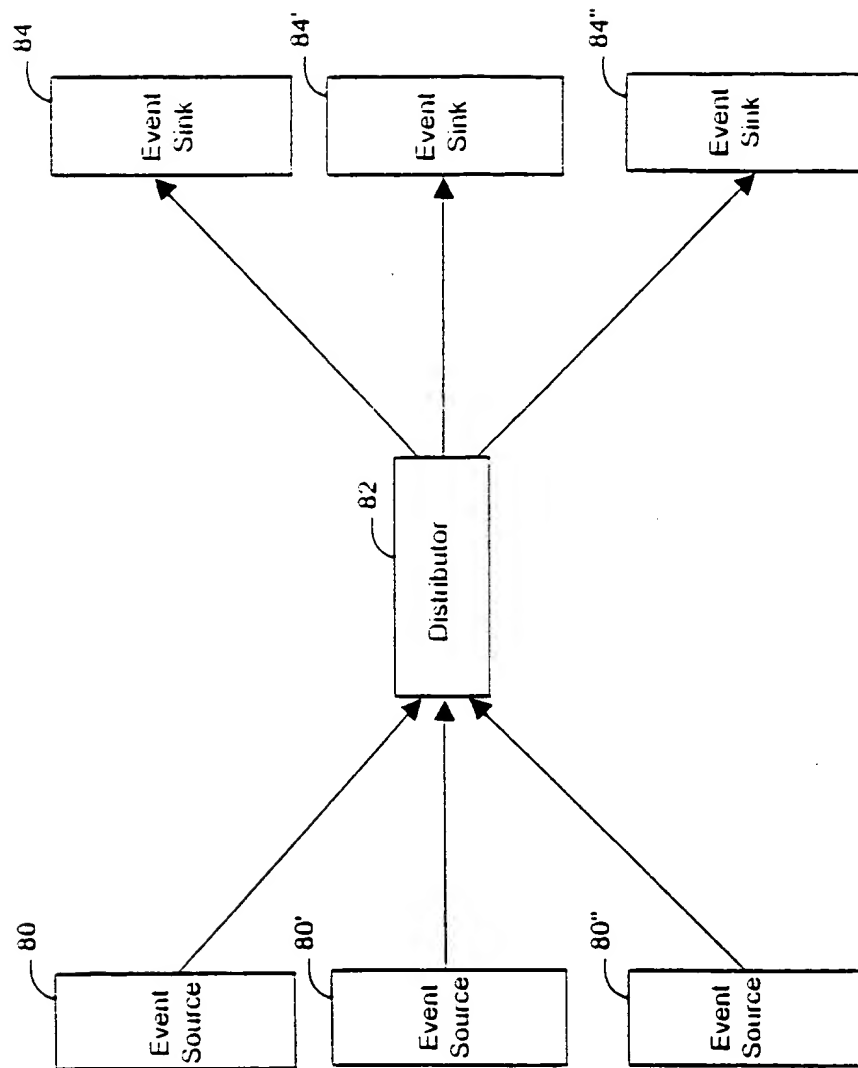 80
Event
Source
80'
Event
Source
80"
Event
Source
82
Distributor
84
Event
Sink
84'
Event
Sink
84"
Event
Sink